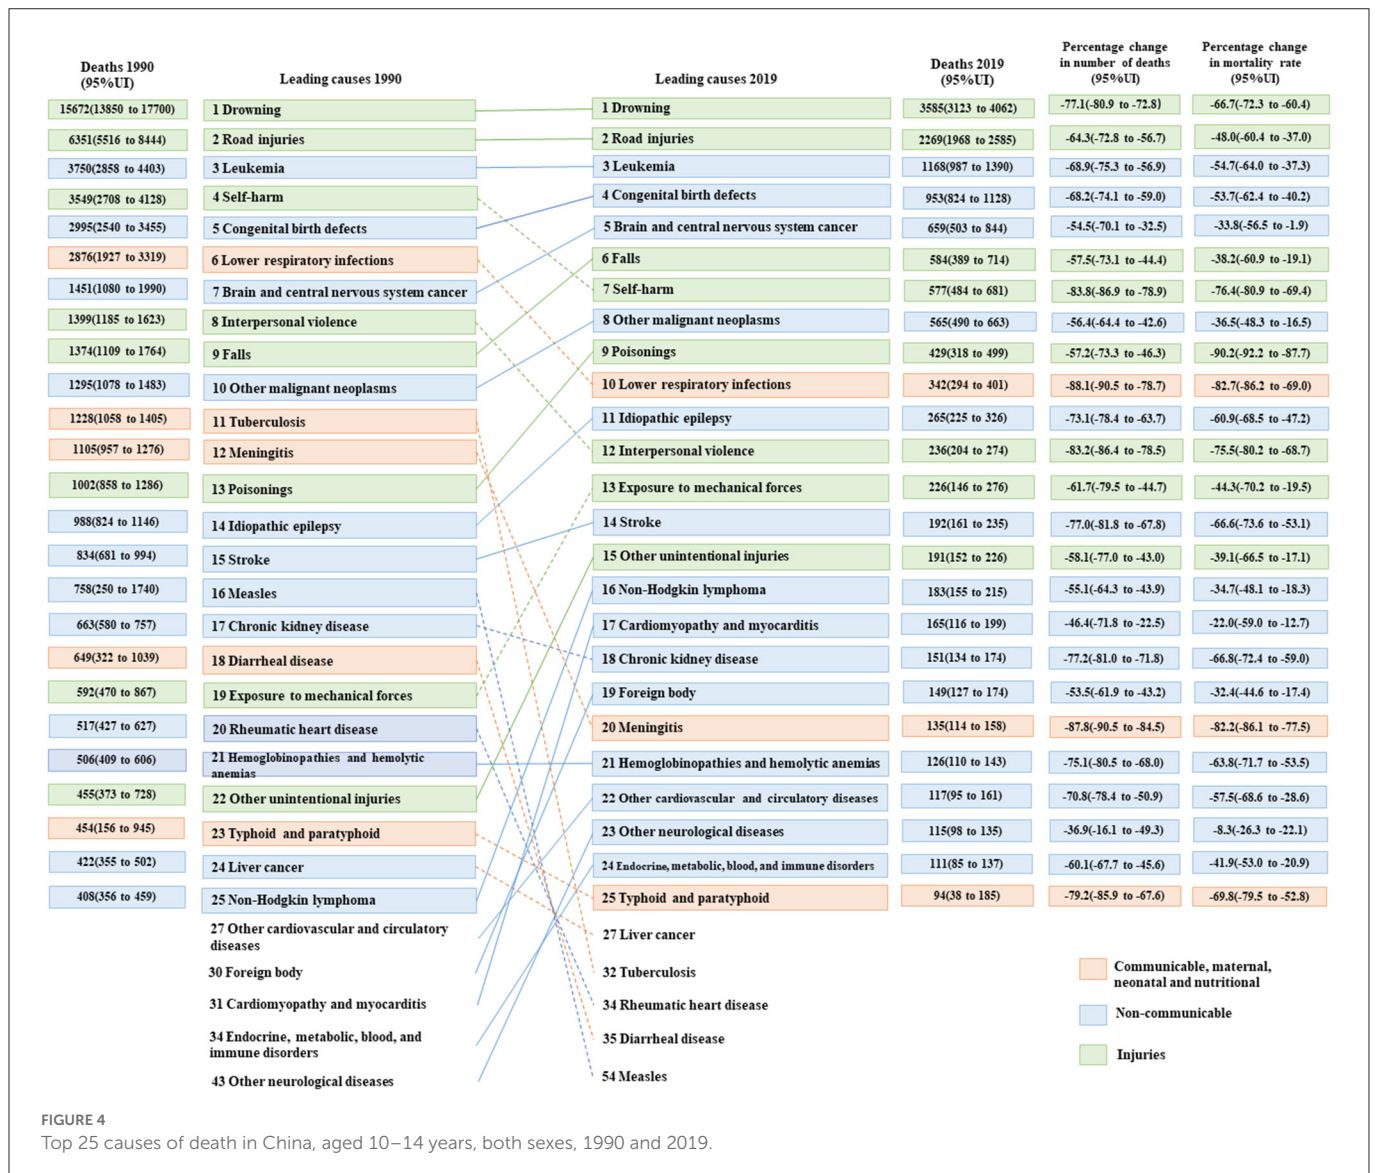 Deaths 1990
(95%UI)
Leading causes 1990
Leading causes 2019
Deaths 2019
(95%UI)
Percentage change
in number of deaths
(95%UI)
Percentage change
in mortality rate
(95%UI)
15672(13850 to 17700) 1 Drowning 1 Drowning 3585(3123 to 4062) -77.1(-80.9 to -72.8) -66.7(-72.3 to -60.4)
6351(5516 to 8444) 2 Road injuries 2 Road injuries 2269(1968 to 2585) -64.3(-72.8 to -56.7) -48.0(-60.4 to -37.0)
3750(2858 to 4403) 3 Leukemia 3 Leukemia 1168(987 to 1390) -68.9(-75.3 to -56.9) -54.7(-64.0 to -37.3)
3549(2708 to 4128) 4 Self-harm 4 Congenital birth defects 953(824 to 1128) -68.2(-74.1 to -59.0) -53.7(-62.4 to -40.2)
2995(2540 to 3455) 5 Congenital birth defects 5 Brain and central nervous system cancer 659(503 to 844) -54.5(-70.1 to -32.5) -33.8(-56.5 to -1.9)
2876(1927 to 3319) 6 Lower respiratory infections 6 Falls 584(389 to 714) -57.5(-73.1 to -44.4) -38.2(-60.9 to -19.1)
1451(1080 to 1990) 7 Brain and central nervous system cancer 7 Self-harm 577(484 to 681) -83.8(-86.9 to -78.9) -76.4(-80.9 to -69.4)
1399(1185 to 1623) 8 Interpersonal violence 8 Other malignant neoplasms 565(490 to 663) -56.4(-64.4 to -42.6) -36.5(-48.3 to -16.5)
1374(1109 to 1764) 9 Falls 9 Poisonings 429(318 to 499) -57.2(-73.3 to -46.3) -90.2(-92.2 to -87.7)
1295(1078 to 1483) 10 Other malignant neoplasms 10 Lower respiratory infections 342(294 to 401) -88.1(-90.5 to -78.7) -82.7(-86.2 to -69.0)
1228(1058 to 1405) 11 Tuberculosis 11 Idiopathic epilepsy 265(225 to 326) -73.1(-78.4 to -63.7) -60.9(-68.5 to -47.2)
1105(957 to 1276) 12 Meningitis 12 Interpersonal violence 236(204 to 274) -83.2(-86.4 to -78.5) -75.5(-80.2 to -68.7)
1002(858 to 1286) 13 Poisonings 13 Exposure to mechanical forces 226(146 to 276) -61.7(-79.5 to -44.7) -44.3(-70.2 to -19.5)
988(824 to 1146) 14 Idiopathic epilepsy 14 Stroke 192(161 to 235) -77.0(-81.8 to -67.8) -66.6(-73.6 to -53.1)
834(681 to 994) 15 Stroke 15 Other unintentional injuries 191(152 to 226) -58.1(-77.0 to -43.0) -39.1(-66.5 to -17.1)
758(250 to 1740) 16 Measles 16 Non-Hodgkin lymphoma 183(155 to 215) -55.1(-64.3 to -43.9) -34.7(-48.1 to -18.3)
663(580 to 757) 17 Chronic kidney disease 17 Cardiomyopathy and myocarditis 165(116 to 199) -46.4(-71.8 to -22.5) -22.0(-59.0 to -12.7)
649(322 to 1039) 18 Diarrheal disease 18 Chronic kidney disease 151(134 to 174) -77.2(-81.0 to -71.8) -66.8(-72.4 to -59.0)
592(470 to 867) 19 Exposure to mechanical forces 19 Foreign body 149(127 to 174) -53.5(-61.9 to -43.2) -32.4(-44.6 to -17.4)
517(427 to 627) 20 Rheumatic heart disease 20 Meningitis 135(114 to 158) -87.8(-90.5 to -84.5) -82.2(-86.1 to -77.5)
506(409 to 606) 21 Hemoglobinopathies and hemolytic
anemias
21 Hemoglobinopathies and hemolytic anemias 126(110 to 143) -75.1(-80.5 to -68.0) -63.8(-71.7 to -53.5)
455(373 to 728) 22 Other unintentional injuries 22 Other cardiovascular and circulatory diseases 117(95 to 161) -70.8(-78.4 to -50.9) -57.5(-68.6 to -28.6)
454(156 to 945) 23 Typhoid and paratyphoid 23 Other neurological diseases 115(98 to 135) -36.9(-16.1 to -49.3) -8.3(-26.3 to -22.1)
422(355 to 502) 24 Liver cancer 24 Endocrine, metabolic, blood, and immune disorders 111(85 to 137) -60.1(-67.7 to -45.6) -41.9(-53.0 to -20.9)
408(356 to 459) 25 Non-Hodgkin lymphoma 25 Typhoid and paratyphoid 94(38 to 185) -79.2(-85.9 to -67.6) -69.8(-79.5 to -52.8)
27 Other cardiovascular and circulatory
diseases
27 Liver cancer
30 Foreign body 32 Tuberculosis
31 Cardiomyopathy and myocarditis 34 Rheumatic heart disease
34 Endocrine, metabolic, blood, and
immune disorders
35 Diarrheal disease
43 Other neurological diseases 54 Measles
Communicable, maternal,
neonatal and nutritional
Non-communicable
Injuries
FIGURE 4
Top 25 causes of death in China, aged 10–14 years, both sexes, 1990 and 2019.